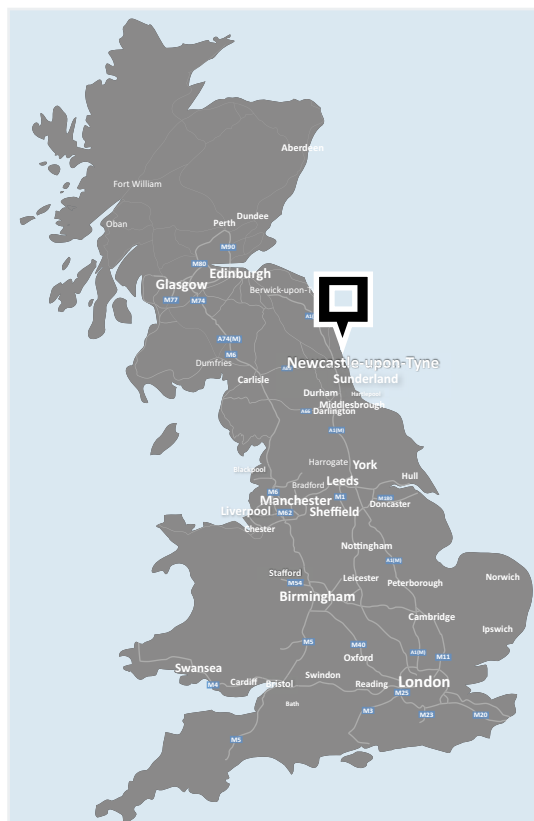 Aberdeen
Fort William
Dundee
Perth
Oban
M90
M80
Edinburgh
Glasgow
Berwick-upon-T
M77
M74
A1
A74(M)
M6
Dumfries
Newcastle-upon-Tyne
Carlisle
Sunderland
Durham
Hartlepool
Middlesbrough
A66
Darlington
A1(M)
Harrogate
York
Blackpool
Hull
Leeds
Bradford
M6
M1
M180
Manchester
Doncaster
Liverpool
M62
Sheffield
Chester
Nottingham
A1(M)
Stafford
Leicester
Norwich
M54
Peterborough
Birmingham
Cambridge
Ipswich
M5
M40
A1(M)
M11
Oxford
Swansea
Swindon
Cardiff
Bristol
Reading
London
M4
M25
Bath
M3
M23
M20
M5